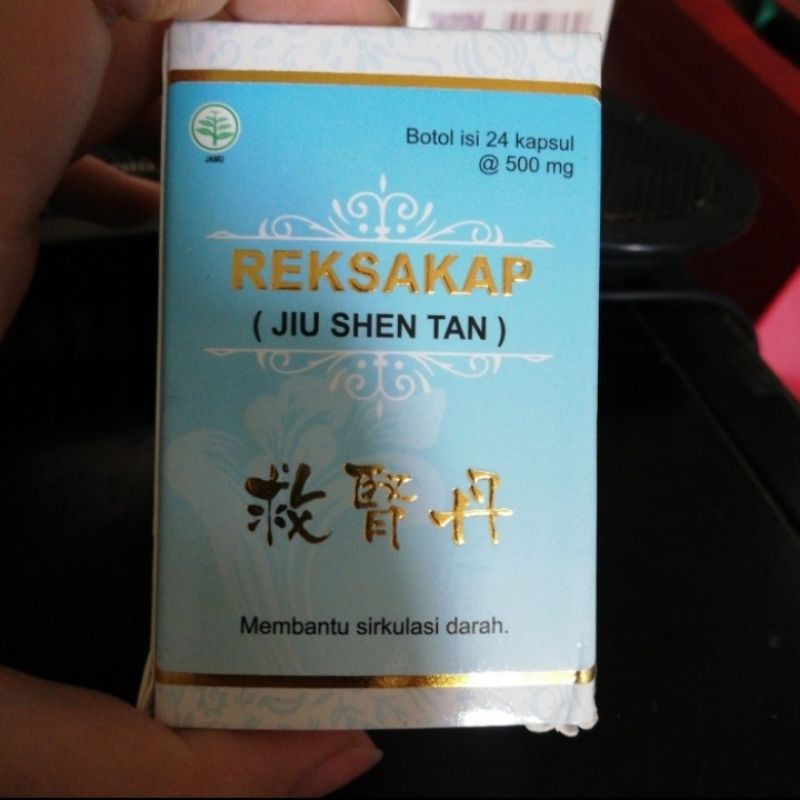 JAMU
Botol isi 24 kapsul
@ 500 mg
REKSAKAP
( JIU SHEN TAN )
救腎丹
Membantu sirkulasi darah.